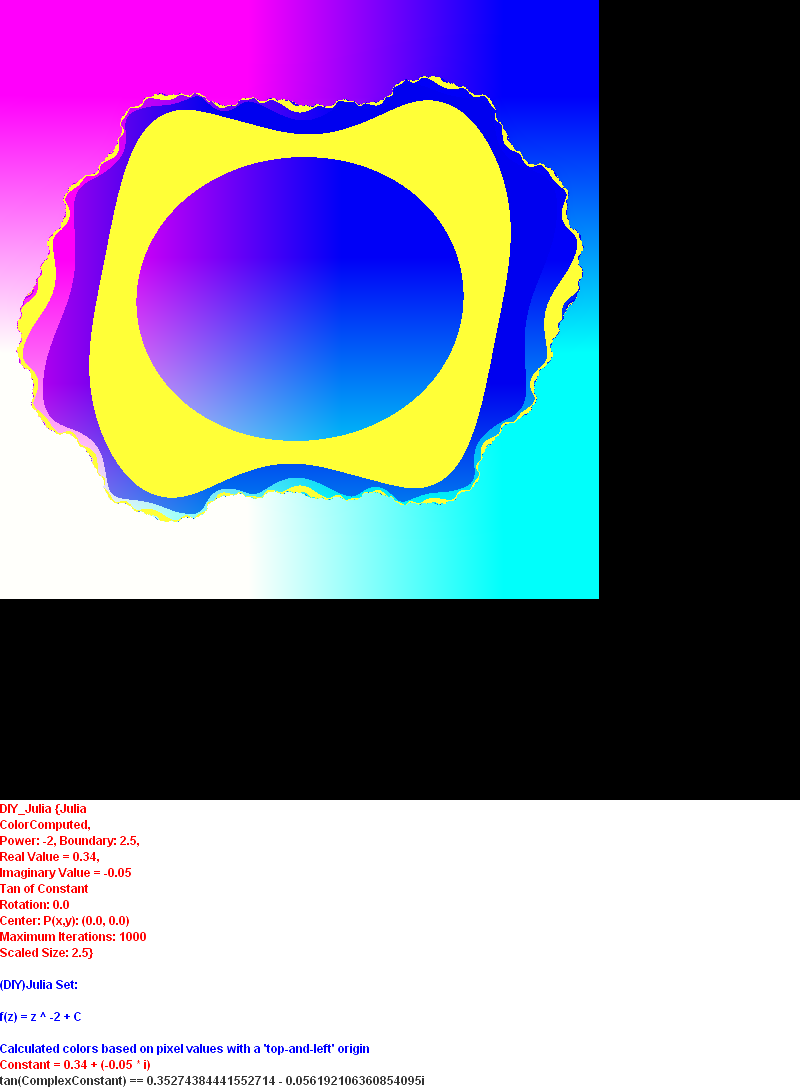 DIY_Julia {Julia
ColorComputed,
Power: -2, Boundary: 2.5,
Real Value = 0.34,
Imaginary Value = -0.05
Tan of Constant
Rotation: 0.0
Center: P(x,y): (0.0, 0.0)
Maximum Iterations: 1000
Scaled Size: 2.5}
(DIY)Julia Set:
f(z) = z ^ -2 + C
Calculated colors based on pixel values with a 'top-and-left' origin
Constant = 0.34 + (-0.05 * i)
tan(ComplexConstant) == 0.35274384441552714 - 0.056192106360854095i